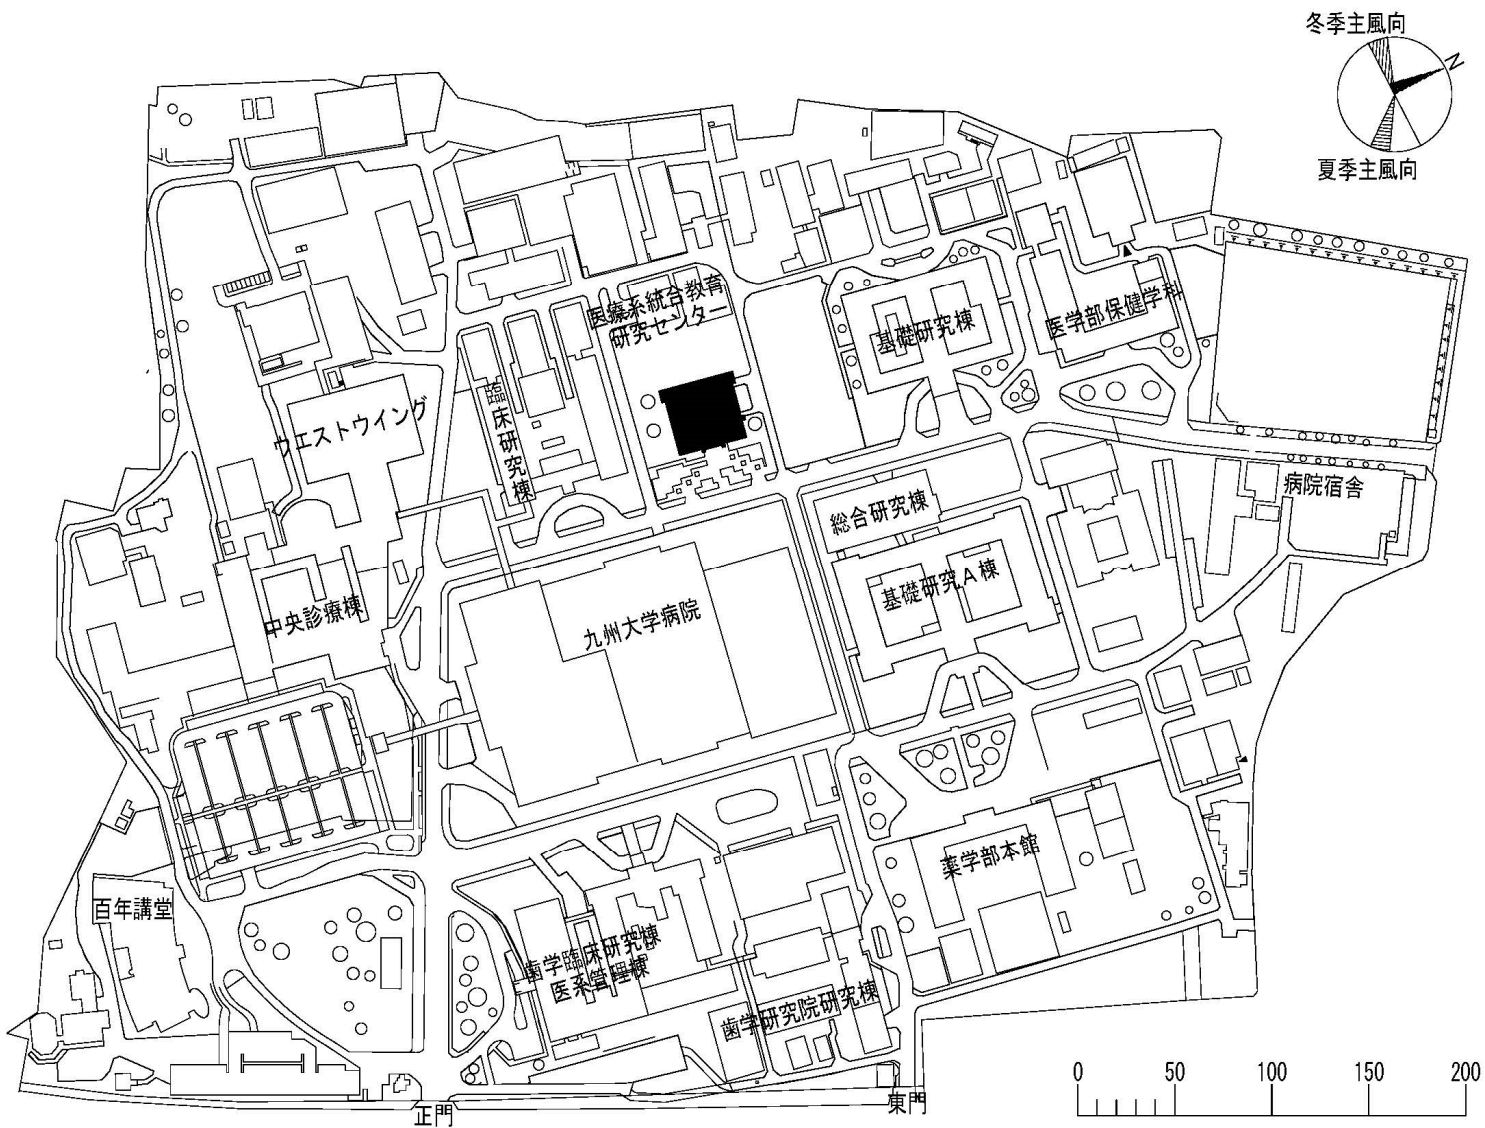 冬季主風向
N
夏季主風向
医療系統合教育
研究センター
基礎研究棟
医学部保健学科
臨床研究棟
ウエストウイング
病院宿舎
総合研究棟
基礎研究A棟
中央診療棟
九州大学病院
薬学部本館
百年講堂
歯学臨床研究棟
医系管理棟
歯学研究院研究棟
正門
東門
0 50 100 150 200